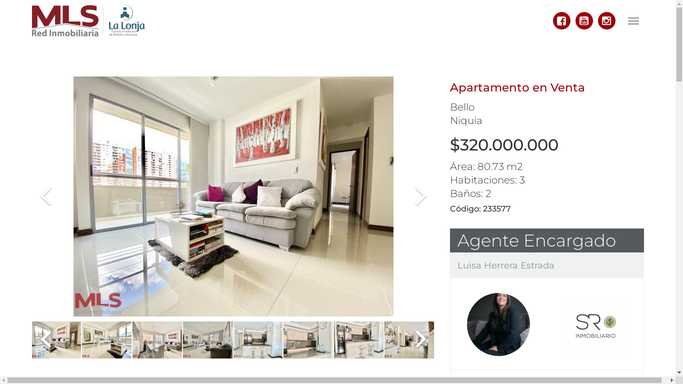 MLS
Red Inmobiliaria
La Lonja
Apartamento en Venta
Bello
Niquia
$320.000.000
Área: 80.73 m2
Habitaciones: 3
Baños: 2
Código: 233577
Agente Encargado
Luisa Herrera Estrada
MLS
SR
INMOBILIARIO
MLS